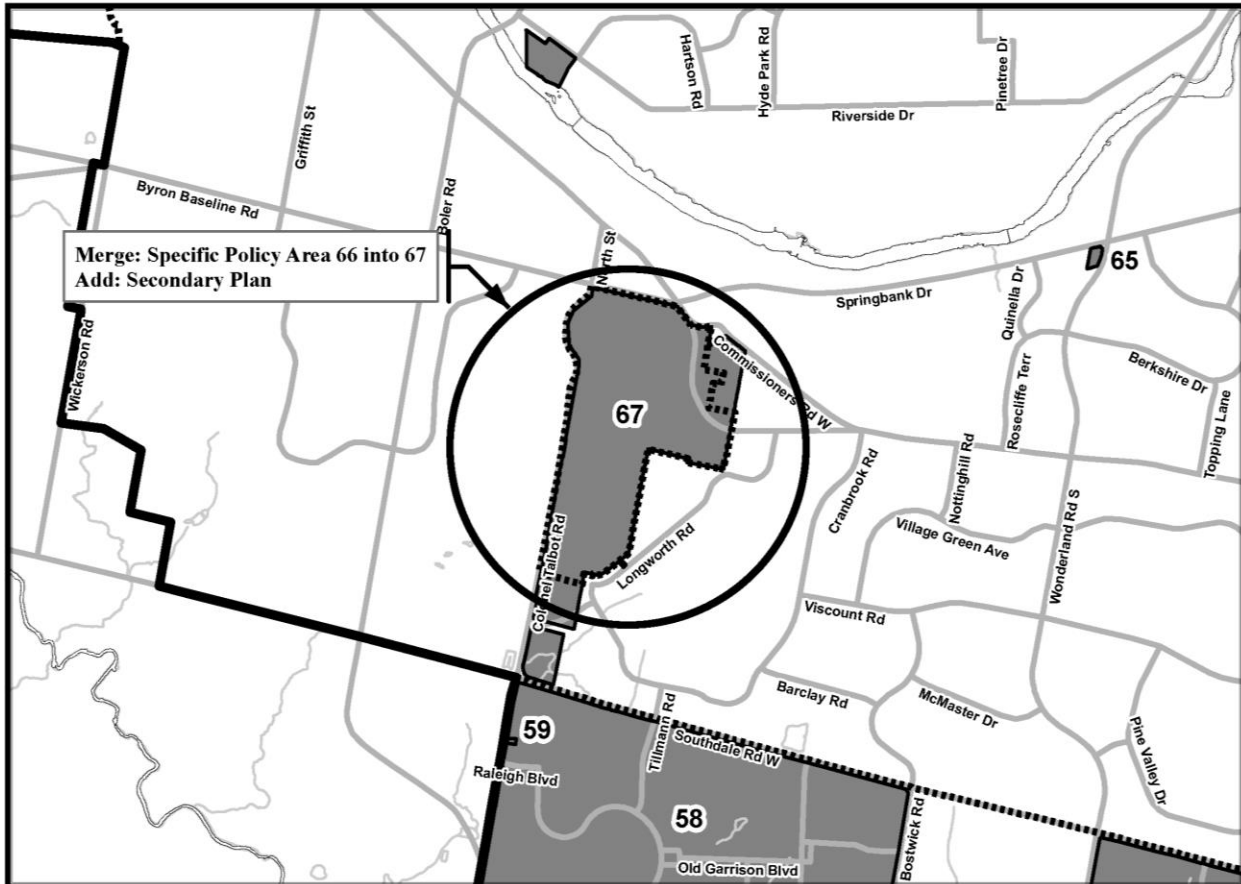 Hartson Rd
Hyde Park Rd
Pinetree Dr
Riverside Dr
Griffith St
Boler Rd
Byron Baseline Rd
North St
Merge: Specific Policy Area 66 into 67
Add: Secondary Plan
65
Springbank Dr
Quinella Dr
Commissioners Rd W
Berkshire Dr
Wickerson Rd
Rosecliffe Terr
Topping Lane
67
Cranbrook Rd
Nottinghill Rd
Village Green Ave
Wonderland Rd S
Colonel Talbot Rd
Longworth Rd
Viscount Rd
Barclay Rd
McMaster Dr
Pine Valley Dr
Tillmann Rd
Southdale Rd W
59
Raleigh Blvd
58
Bostwick Rd
Old Garrison Blvd